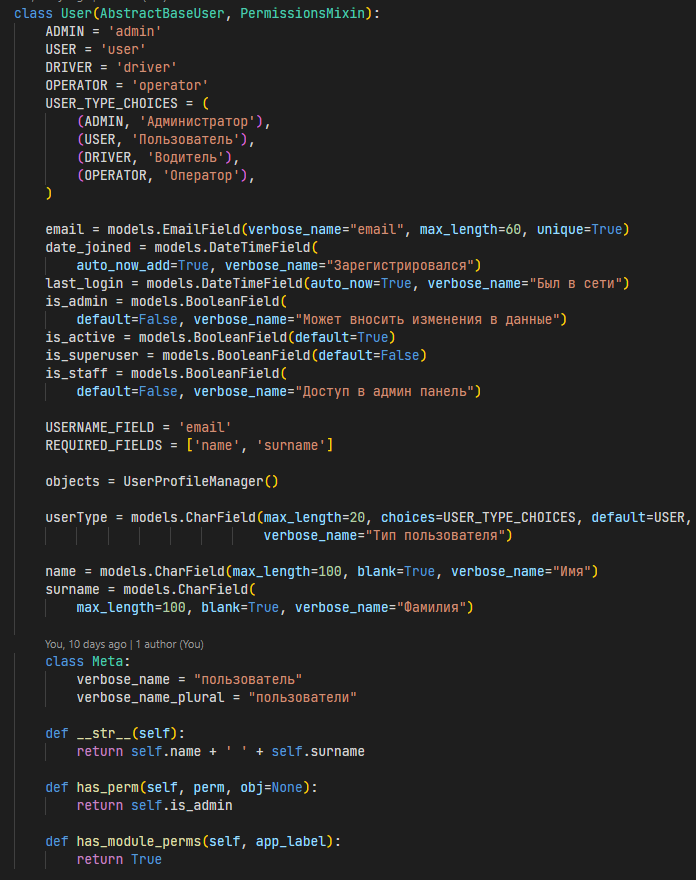 class User(AbstractBaseUser, PermissionsMixin):
    ADMIN = 'admin'
    USER = 'user'
    DRIVER = 'driver'
    OPERATOR = 'operator'
    USER_TYPE_CHOICES = (
        (ADMIN, 'Администратор'),
        (USER, 'Пользователь'),
        (DRIVER, 'Водитель'),
        (OPERATOR, 'Оператор'),
    )

    email = models.EmailField(verbose_name="email", max_length=60, unique=True)
    date_joined = models.DateTimeField(
        auto_now_add=True, verbose_name="Зарегистрировался")
    last_login = models.DateTimeField(auto_now=True, verbose_name="Был в сети")
    is_admin = models.BooleanField(
        default=False, verbose_name="Может вносить изменения в данные")
    is_active = models.BooleanField(default=True)
    is_superuser = models.BooleanField(default=False)
    is_staff = models.BooleanField(
        default=False, verbose_name="Доступ в админ панель")

    USERNAME_FIELD = 'email'
    REQUIRED_FIELDS = ['name', 'surname']

    objects = UserProfileManager()

    userType = models.CharField(max_length=20, choices=USER_TYPE_CHOICES, default=USER,
                                verbose_name="Тип пользователя")

    name = models.CharField(max_length=100, blank=True, verbose_name="Имя")
    surname = models.CharField(
        max_length=100, blank=True, verbose_name="Фамилия")

    You, 10 days ago | 1 author (You)
    class Meta:
        verbose_name = "пользователь"
        verbose_name_plural = "пользователи"

    def __str__(self):
        return self.name + ' ' + self.surname

    def has_perm(self, perm, obj=None):
        return self.is_admin

    def has_module_perms(self, app_label):
        return True